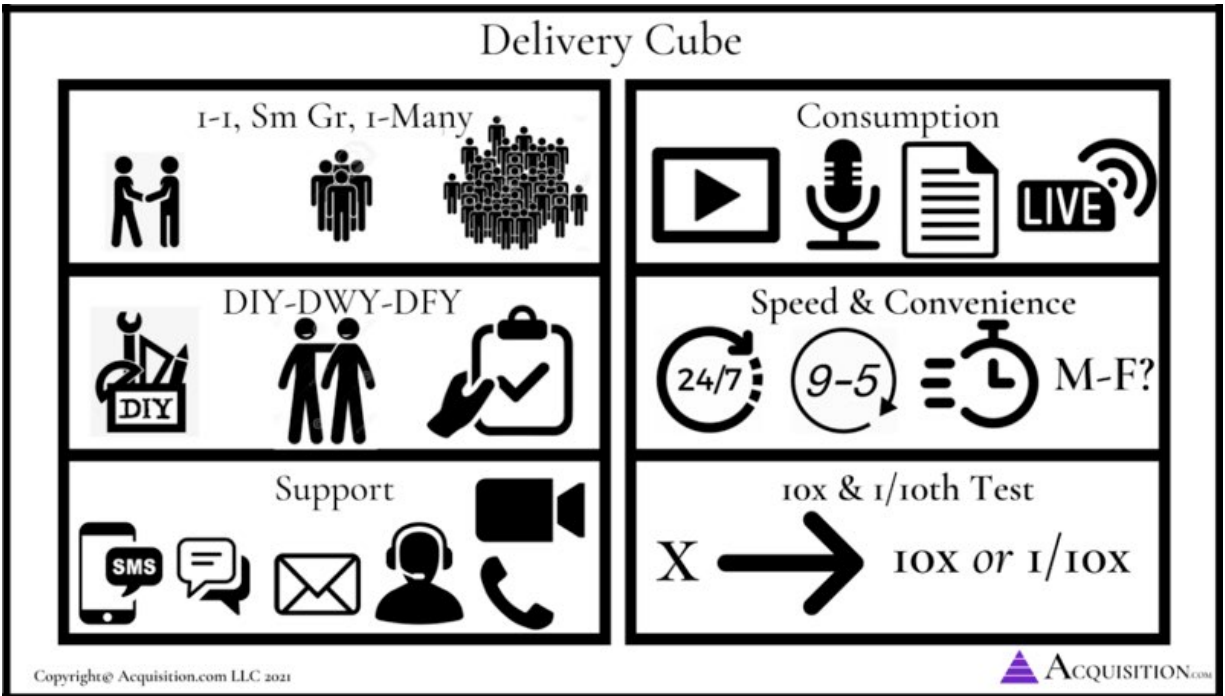 Delivery Cube
1-1, Sm Gr, 1-Many
DIY-DWY-DFY
DIY
Support
SMS
Consumption
LIVE
Speed & Convenience
24/7
9-5
M-F?
10x & 1/10th Test
X
10x or 1/10x
Copyright@ Acquisition.com LLC 2021
ACQUISITION.COM